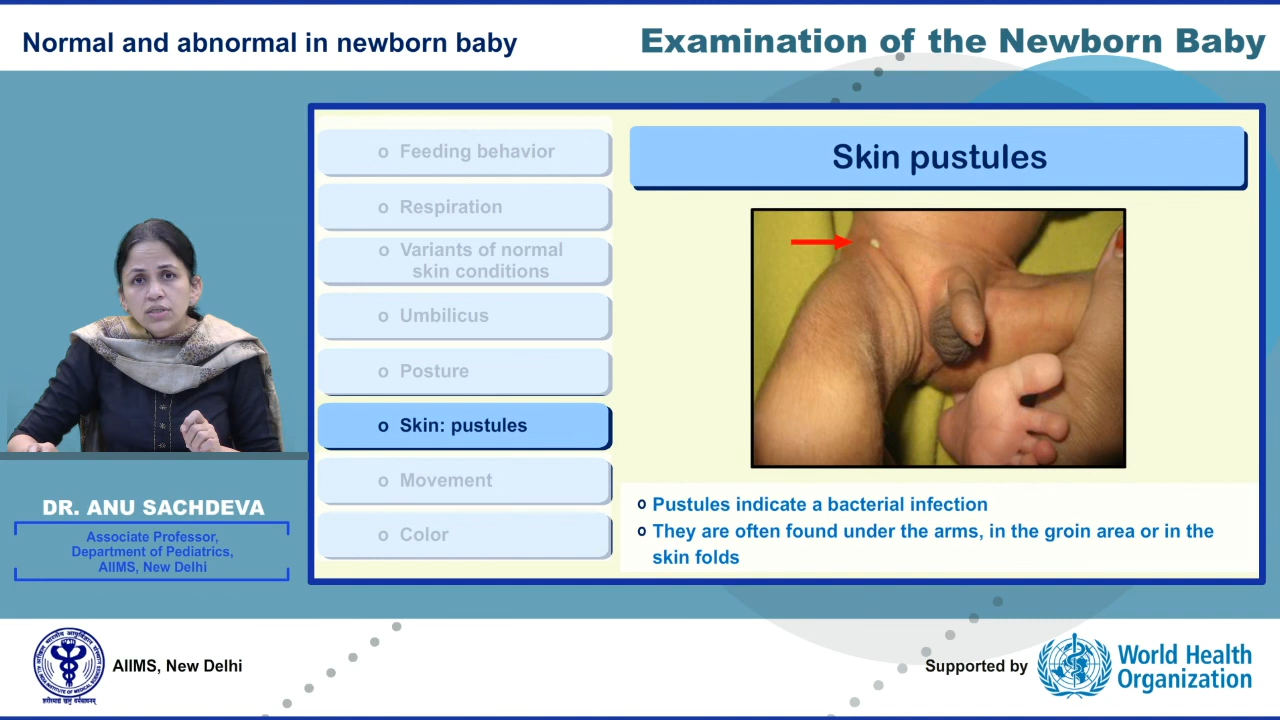 Normal and abnormal in newborn baby
Examination of the Newborn Baby
o Feeding behavior
o Respiration
o Variants of normal
skin conditions
o Umbilicus
o Posture
o Skin: pustules
o Movement
o Color
Skin pustules
o Pustules indicate a bacterial infection
o They are often found under the arms, in the groin area or in the
skin folds
DR. ANU SACHDEVA
Associate Professor,
Department of Pediatrics,
AIIMS, New Delhi
AIIMS, New Delhi
Supported by
World Health
Organization